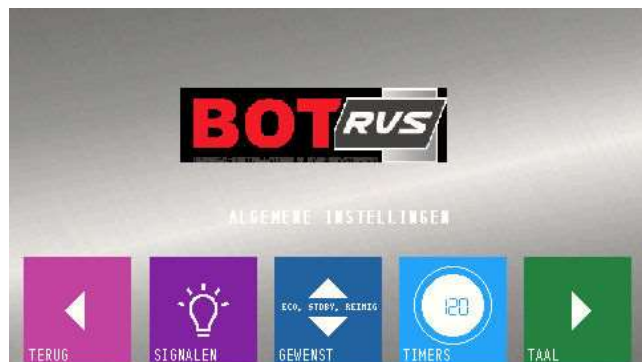 BOT RVS
ALGEMENE INSTELLINGEN
ECO, STDBY, REINIG
120
TERUG
SIGNALEN
GEWENST
TIMERS
TAAL